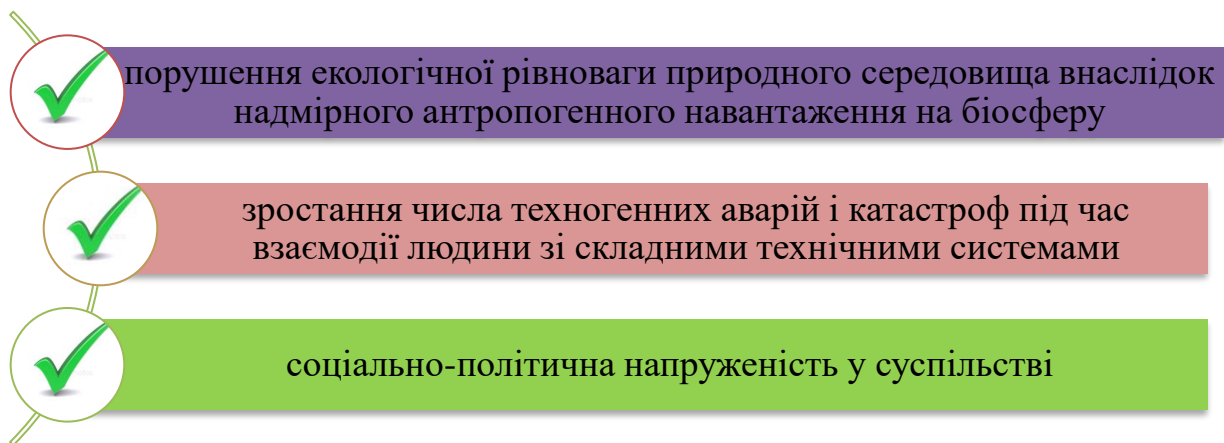 порушення екологічної рівноваги природного середовища внаслідок
надмірного антропогенного навантаження на біосферу
зростання числа техногенних аварій і катастроф під час
взаємодії людини зі складними технічними системами
соціально-політична напруженість у суспільстві